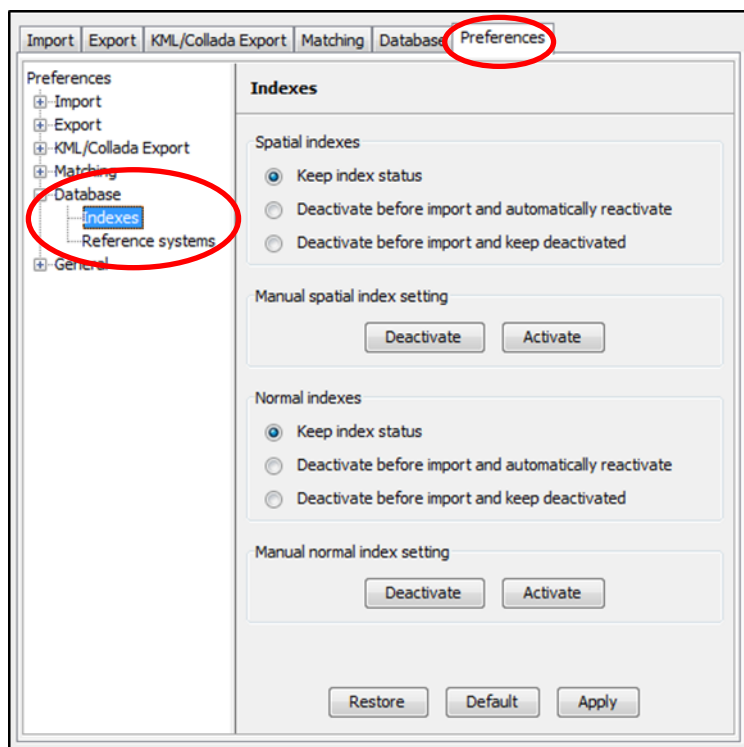 Import Export KML/Collada Export Matching Database Preferences
Preferences
Import
Export
KML/Collada Export
Matching
Database
Indexes
Reference systems
General
Indexes
Spatial indexes
Keep index status
Deactivate before import and automatically reactivate
Deactivate before import and keep deactivated
Manual spatial index setting
Deactivate Activate
Normal indexes
Keep index status
Deactivate before import and automatically reactivate
Deactivate before import and keep deactivated
Manual normal index setting
Deactivate Activate
Restore Default Apply